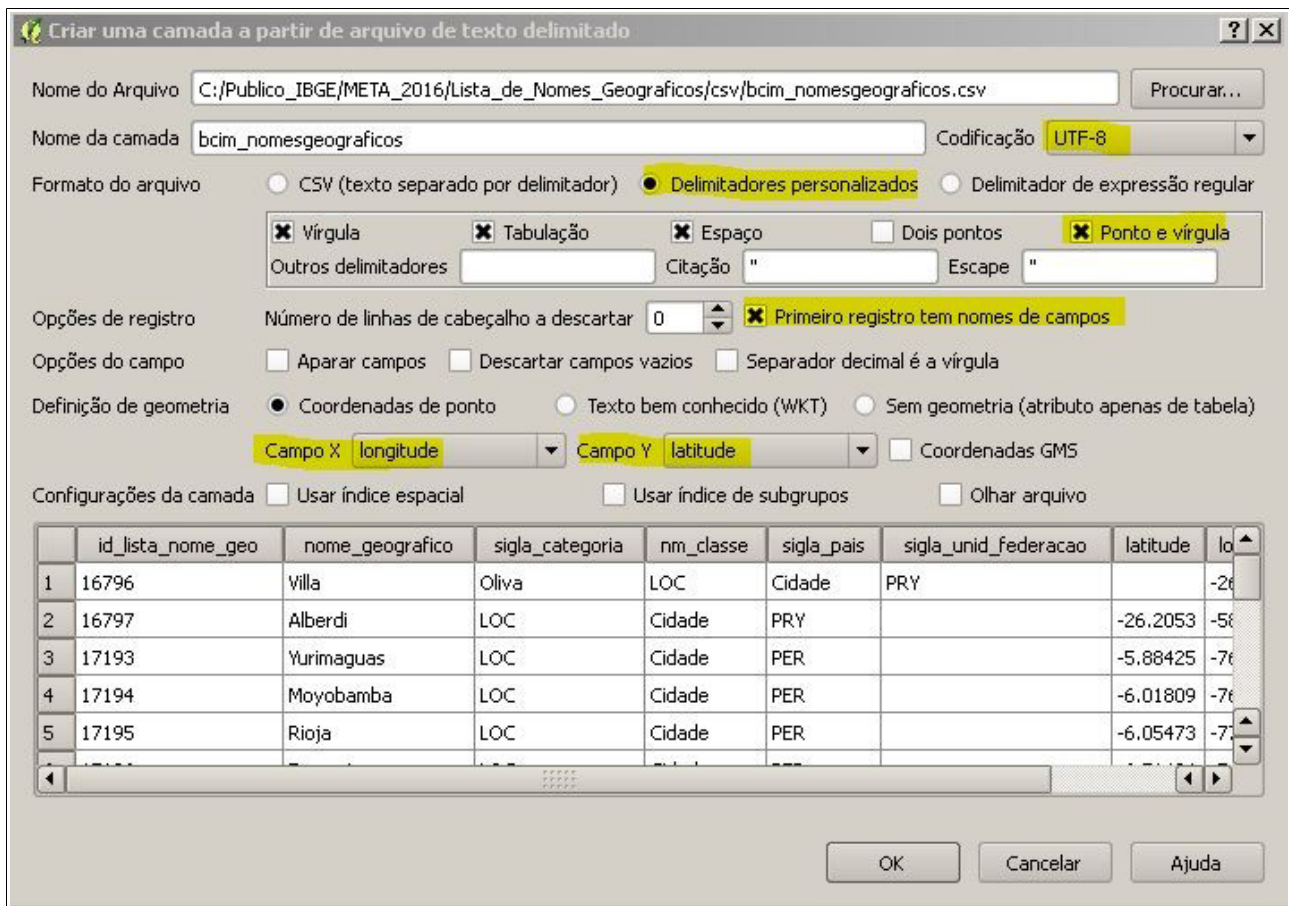 Criar uma camada a partir de arquivo de texto delimitado
Nome do Arquivo C:/Publico_IBGE/META_2016/Lista_de_Nomes_Geograficos/csv/bcim_nomesgeograficos.csv Procurar...
Nome da camada bcim_nomesgeograficos Codificação UTF-8
Formato do arquivo CSV (texto separado por delimitador) Delimitadores personalizados Delimitador de expressão regular
Vírgula Tabulação Espaço Dois pontos Ponto e vírgula
Outros delimitadores Citação " Escape "
Opções de registro Número de linhas de cabeçalho a descartar 0 Primeiro registro tem nomes de campos
Opções do campo Aparar campos Descartar campos vazios Separador decimal é a vírgula
Definição de geometria Coordenadas de ponto Texto bem conhecido (WKT) Sem geometria (atributo apenas de tabela)
Campo X longitude Campo Y latitude Coordenadas GMS
Configurações da camada Usar índice espacial Usar índice de subgrupos Olhar arquivo
id_lista_nome_geo nome_geografico sigla_categoria nm_classe sigla_pais sigla_unid_federacao latitude lo
1 16796 Villa Oliva LOC Cidade PRY -26
2 16797 Alberdi LOC Cidade PRY -26.2053 -58
3 17193 Yurimaguas LOC Cidade PER -5.88425 -76
4 17194 Moyobamba LOC Cidade PER -6.01809 -76
5 17195 Rioja LOC Cidade PER -6.05473 -77
OK Cancelar Ajuda